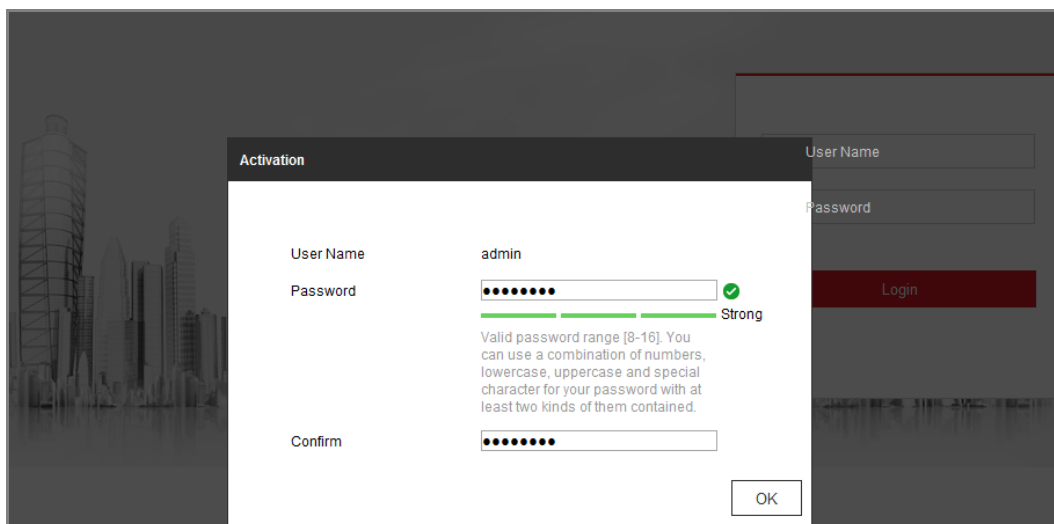 Activation
User Name
Password
Login
User Name admin
Password ●●●●●●●●
Strong
Valid password range [8-16]. You
can use a combination of numbers,
lowercase, uppercase and special
character for your password with at
least two kinds of them contained.
Confirm ●●●●●●●●
OK